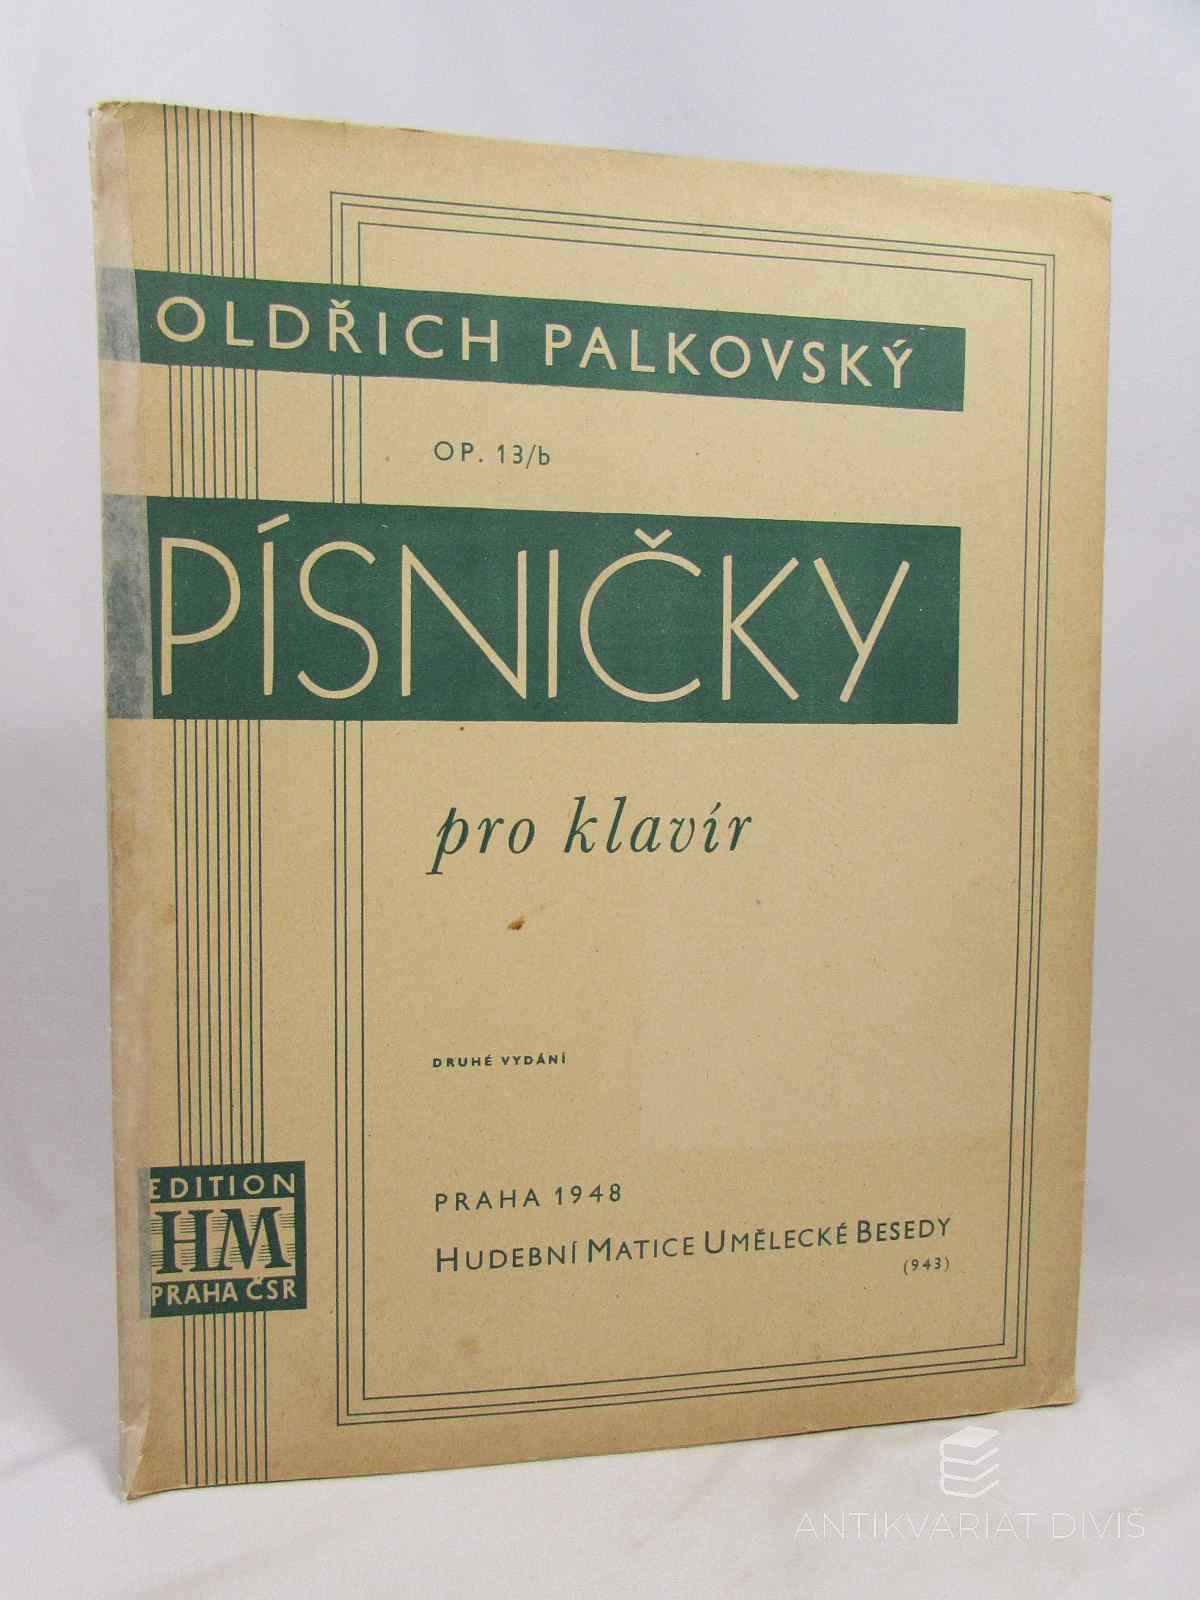 OLDŘICH PALKOVSKÝ
OP. 13/b
PÍSNIČKY
pro klavír
DRUHÉ VYDÁNÍ
EDITION
HM
PRAHA ČSR
PRAHA 1948
HUDEBNÍ MATICE UMĚLECKÉ BESEDY
(943)
ANTIKVARIAT DIVIŠ